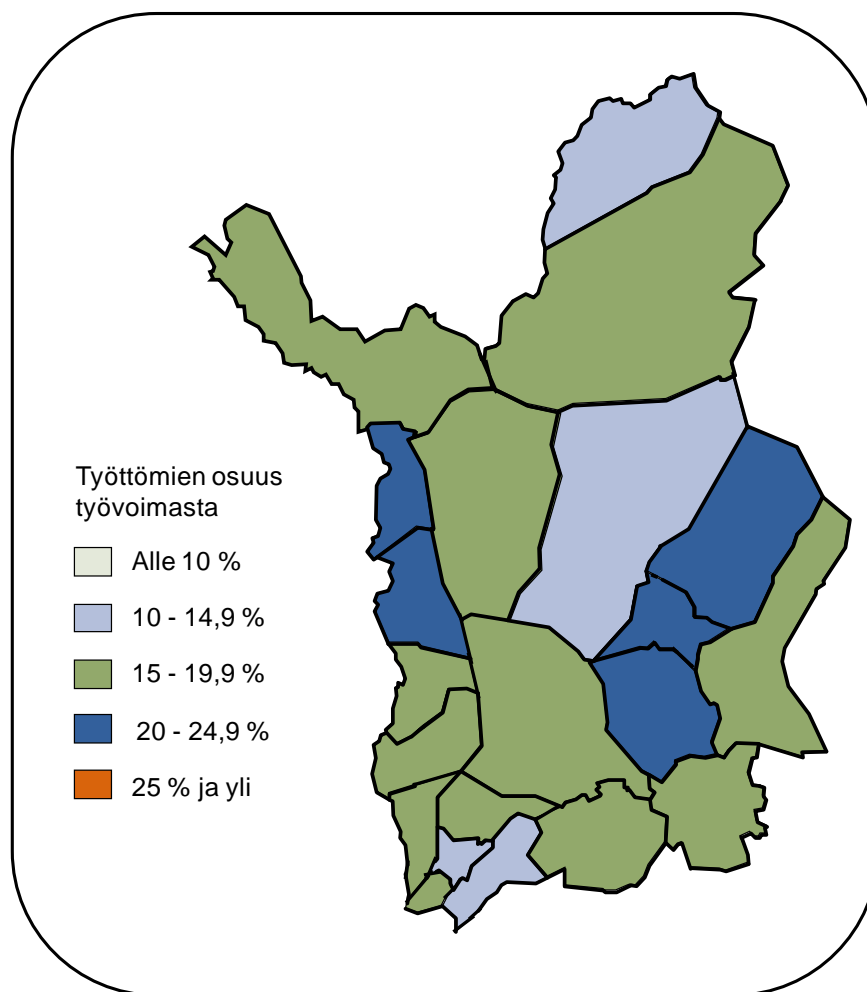 Työttömien osuus
työvoimasta
Alle 10 %
10 - 14,9 %
15 - 19,9 %
20 - 24,9 %
25 % ja yli